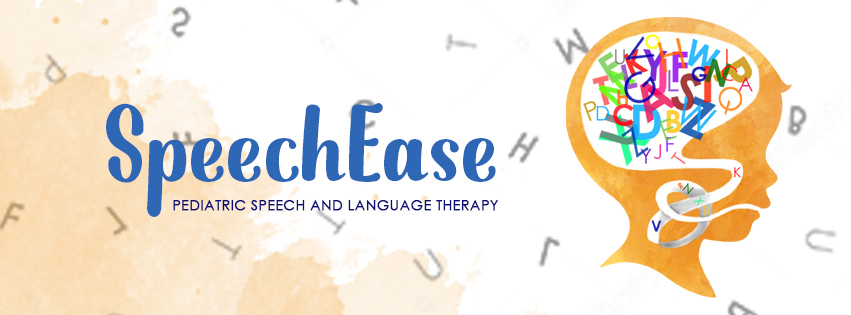 SpeechEase
PEDIATRIC SPEECH AND LANGUAGE THERAPY